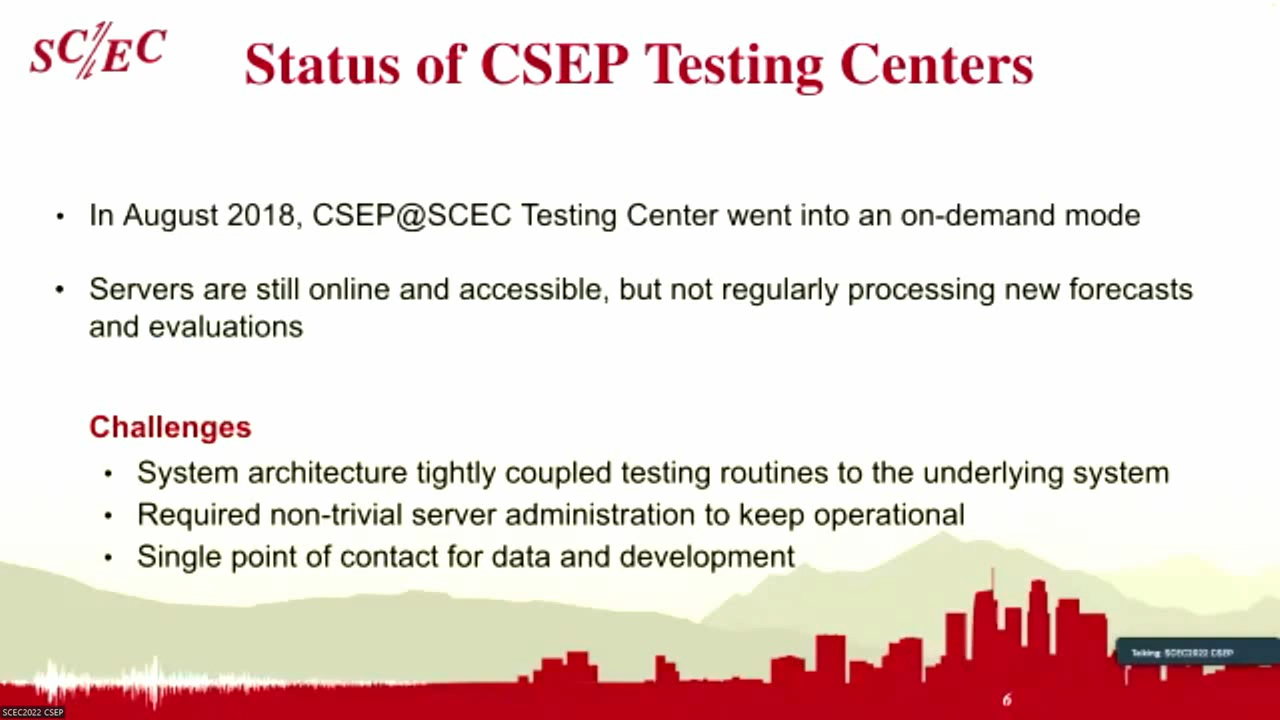 SC/EC
Status of CSEP Testing Centers
• In August 2018, CSEP@SCEC Testing Center went into an on-demand mode
• Servers are still online and accessible, but not regularly processing new forecasts
and evaluations
Challenges
• System architecture tightly coupled testing routines to the underlying system
• Required non-trivial server administration to keep operational
• Single point of contact for data and development
Talking: SCEC2022 CSEP
6
SCEC2022 CSEP